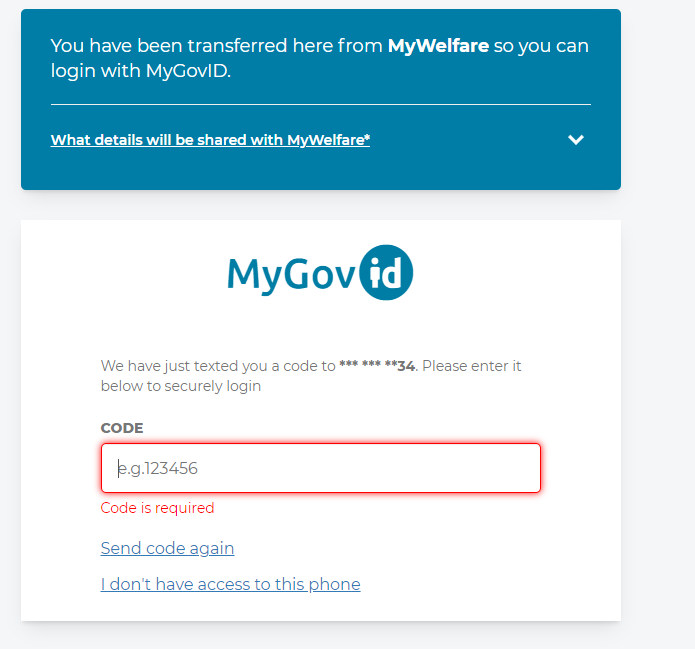 You have been transferred here from MyWelfare so you can
login with MyGovID.
What details will be shared with MyWelfare*
MyGovid
We have just texted you a code to *** *** **34. Please enter it
below to securely login
CODE
e.g.123456
Code is required
Send code again
I don't have access to this phone